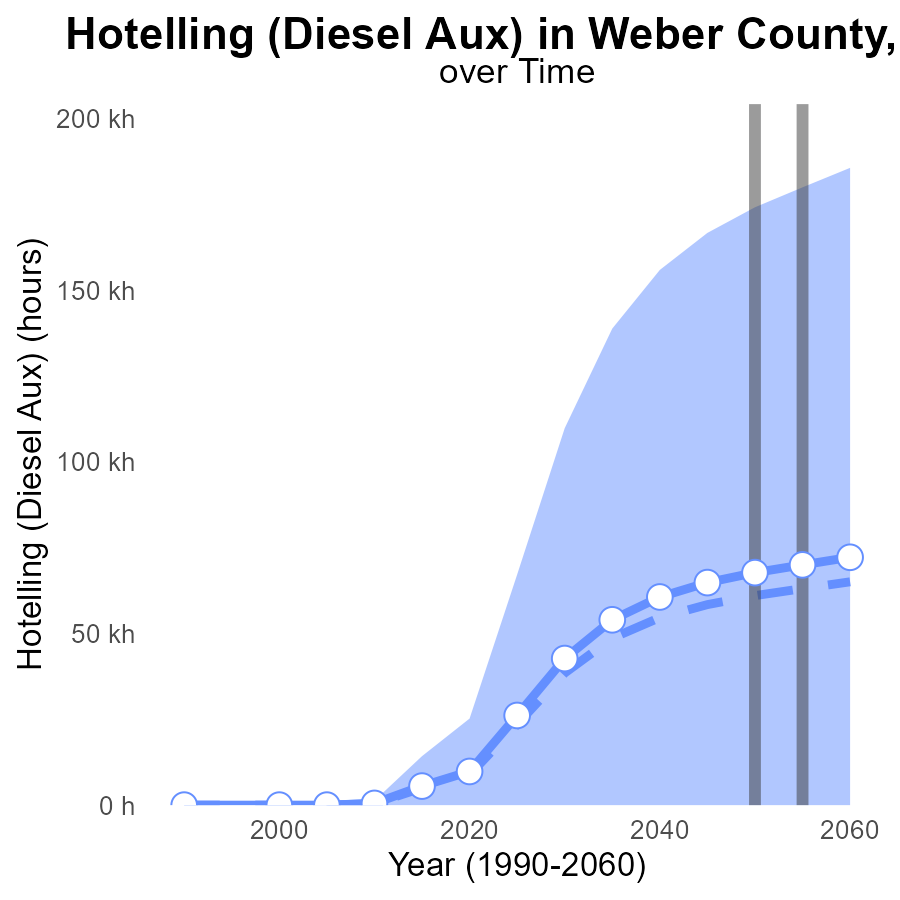 Hotelling (Diesel Aux) in Weber County,
over Time
200 kh
150 kh
100 kh
50 kh
0 h
Hotelling (Diesel Aux) (hours)
2000
2020
2040
2060
Year (1990-2060)